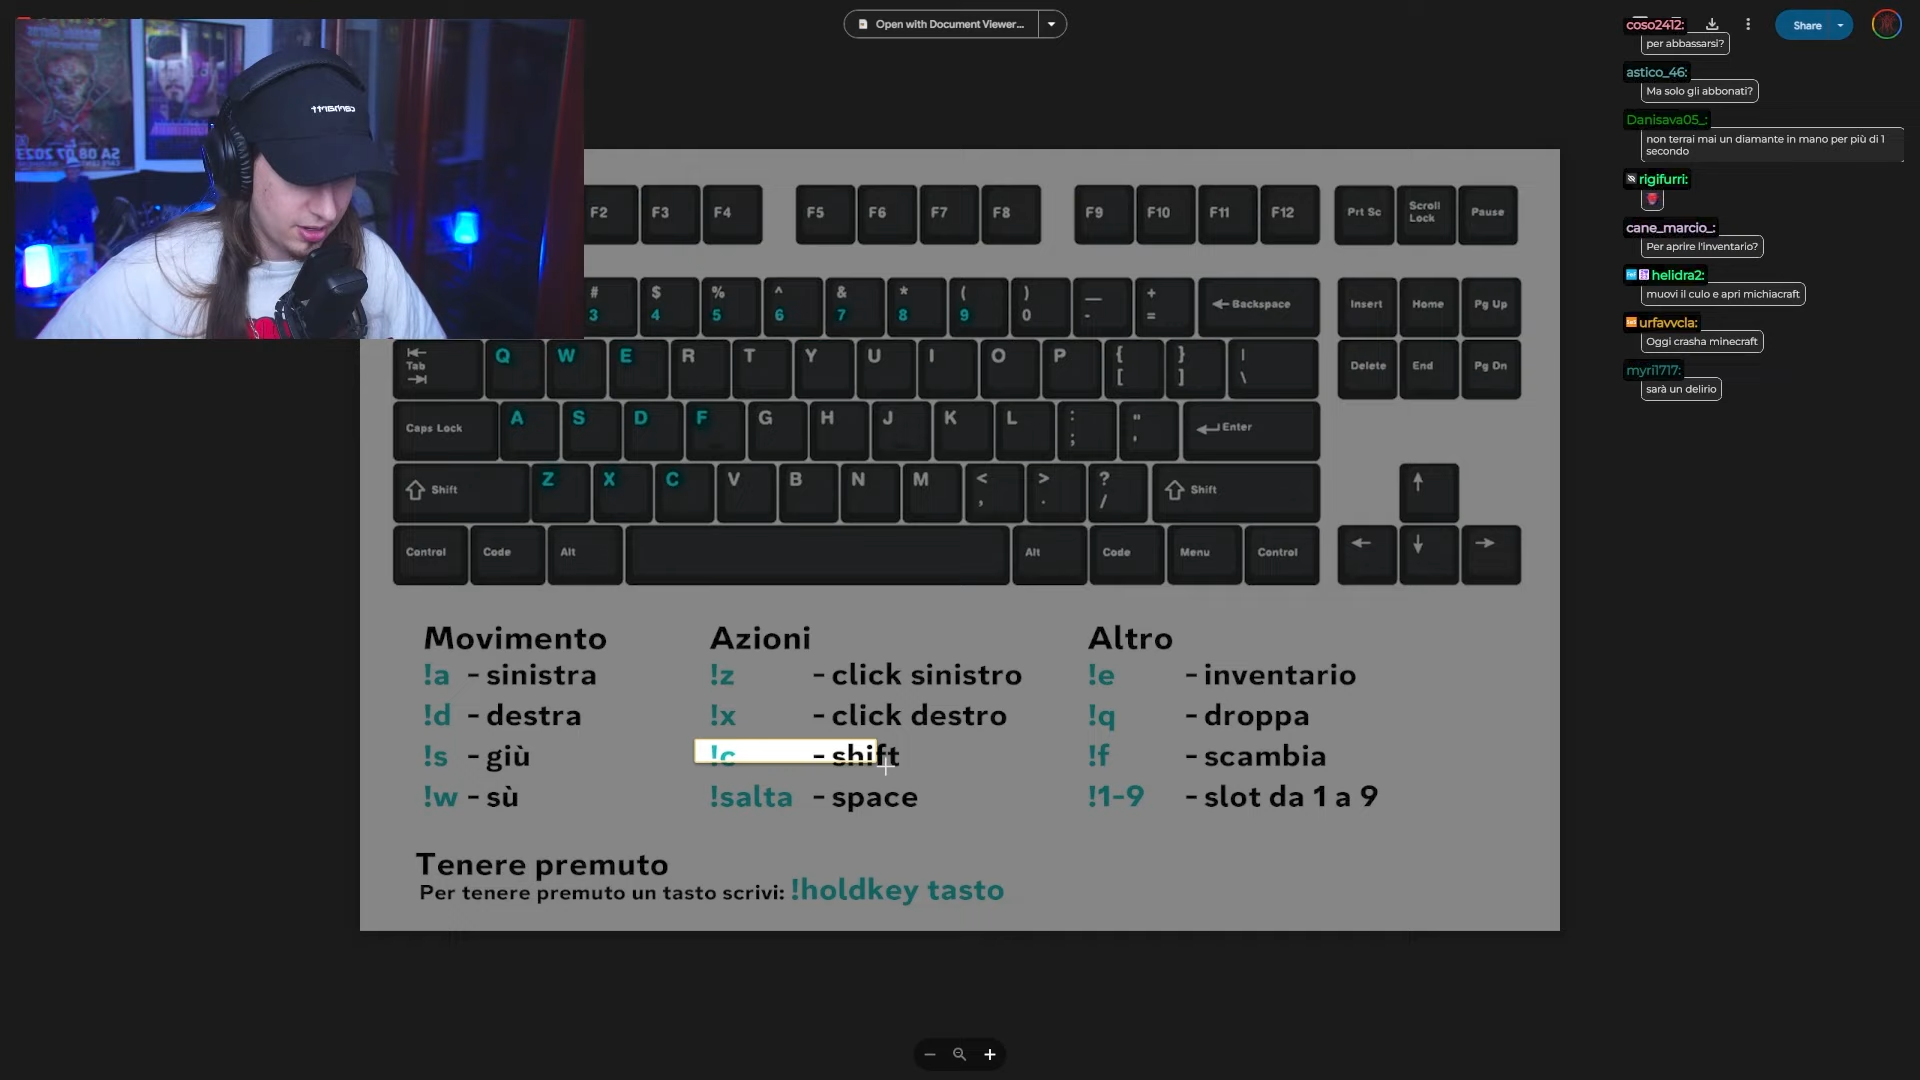 Open with Document Viewer...
Share
coso2412:
per abbassarsi?
astico_46:
Ma solo gli abbonati?
Danisava05_:
non terrai mai un diamante in mano per più di 1
secondo
rigifurri:
cane_marcio_:
Per aprire l'inventario?
helidra2:
muovi il culo e apri michiacraft
urfavvcla:
Oggi crasha minecraft
myri1717:
sarà un delirio
F2 F3 F4 F5 F6 F7 F8 F9 F10 F11 F12 Prt Sc Scroll Lock Pause
# $ % ^ & * ( ) — +
3 4 5 6 7 8 9 0 - = Backspace Insert Home Pg Up
Tab Q W E R T Y U I O P { [ } ] | \ Delete End Pg Dn
Caps Lock A S D F G H J K L : ; " ' Enter
Shift Z X C V B N M < , > . ? / Shift
Control Code Alt Alt Code Menu Control
Movimento
!a - sinistra
!d - destra
!s - giù
!w - sù
Azioni
!z - click sinistro
!x - click destro
!c - shift
!salta - space
Altro
!e - inventario
!q - droppa
!f - scambia
!1-9 - slot da 1 a 9
Tenere premuto
Per tenere premuto un tasto scrivi: !holdkey tasto